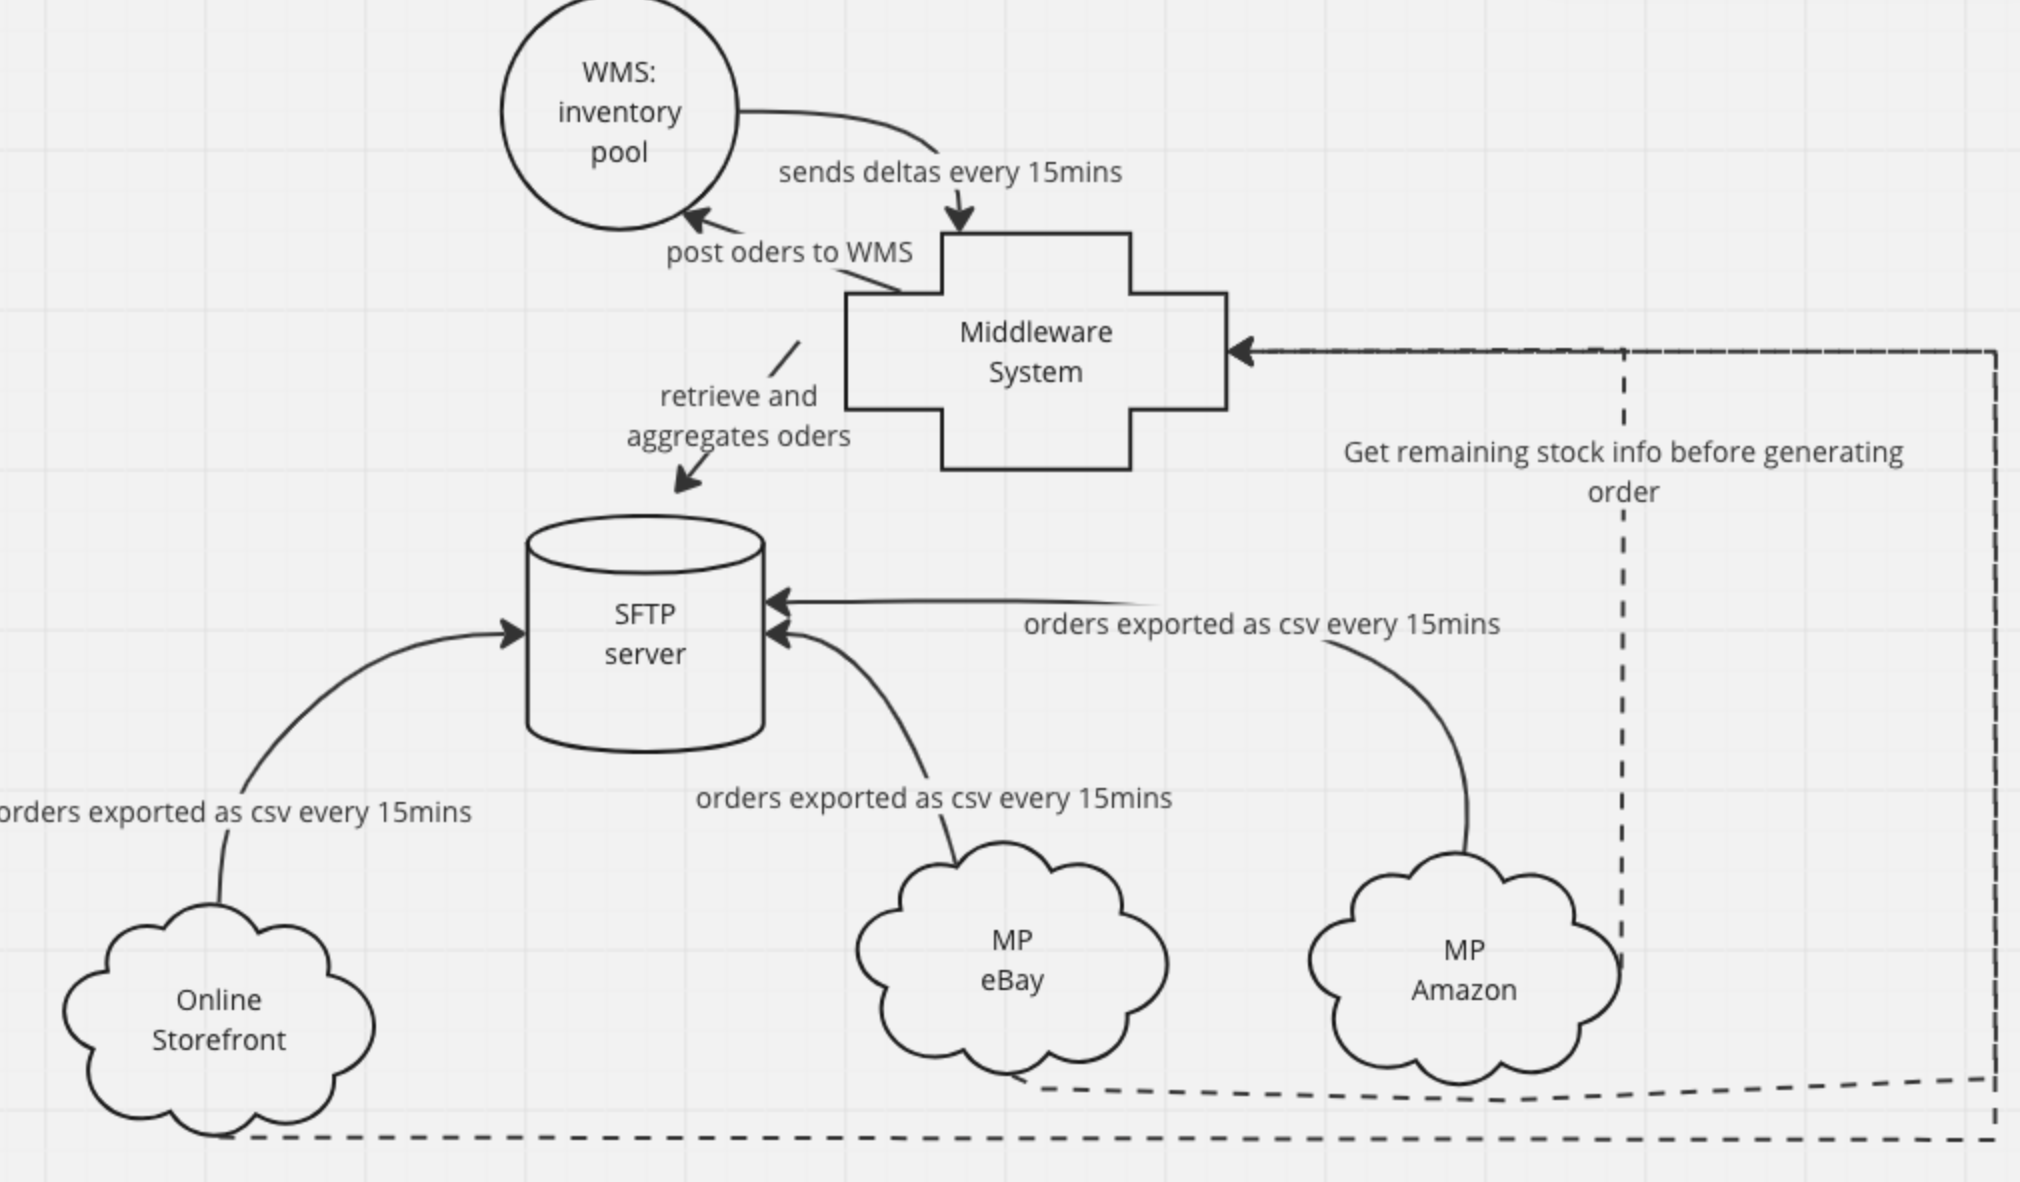 WMS:
inventory
pool
sends deltas every 15mins
post oders to WMS
Middleware
System
retrieve and
aggregates oders
Get remaining stock info before generating
order
SFTP
server
orders exported as csv every 15mins
orders exported as csv every 15mins
orders exported as csv every 15mins
MP
eBay
MP
Amazon
Online
Storefront